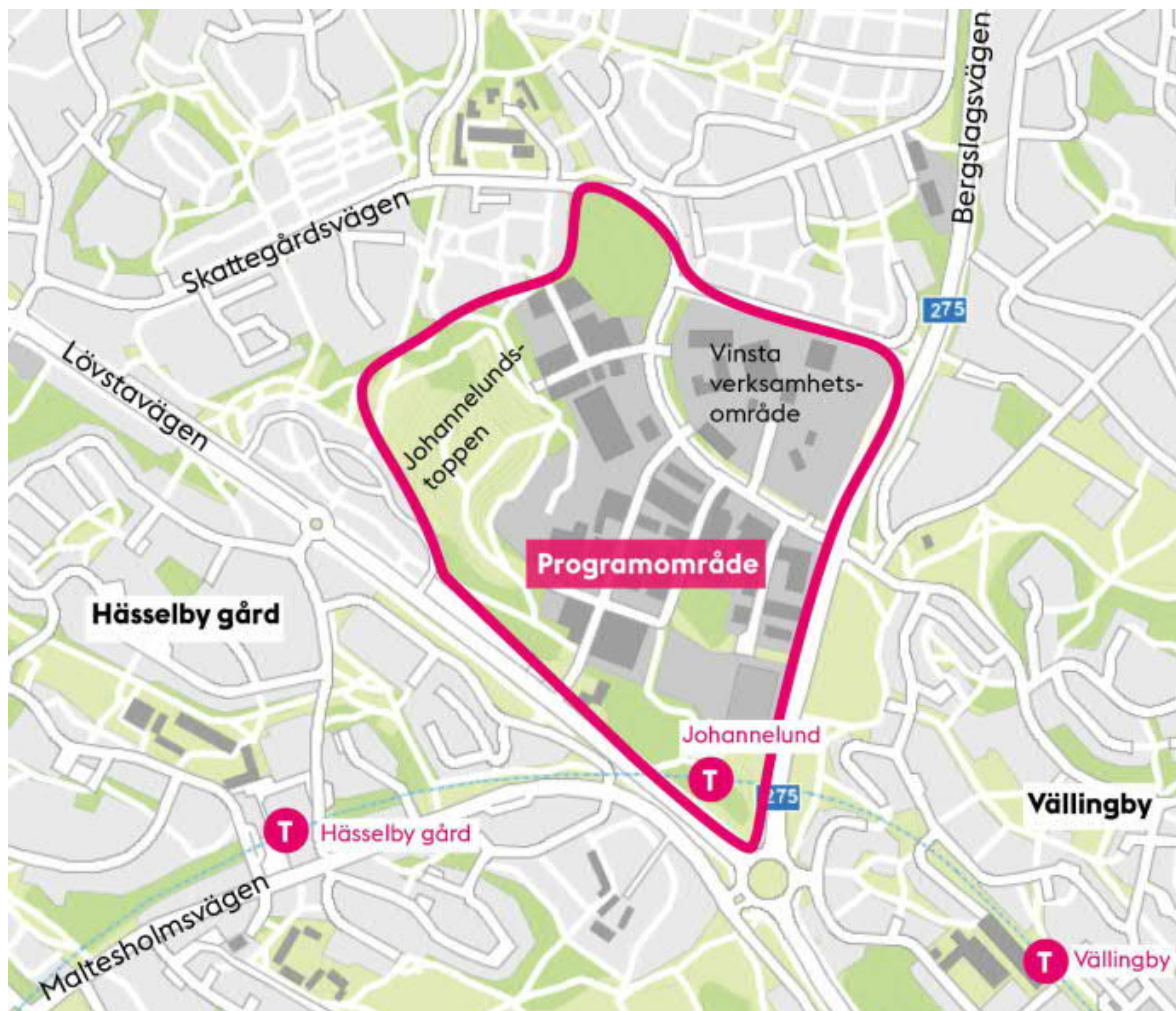 Bergslagsvägen
Skattegårdsvägen
275
Lövstavägen
Johannelunds-
toppen
Vinsta
verksamhets-
område
Programområde
Hässelby gård
Johannelund
T
275
Vällingby
T
Hässelby gård
Maltesholmsvägen
T
Vällingby